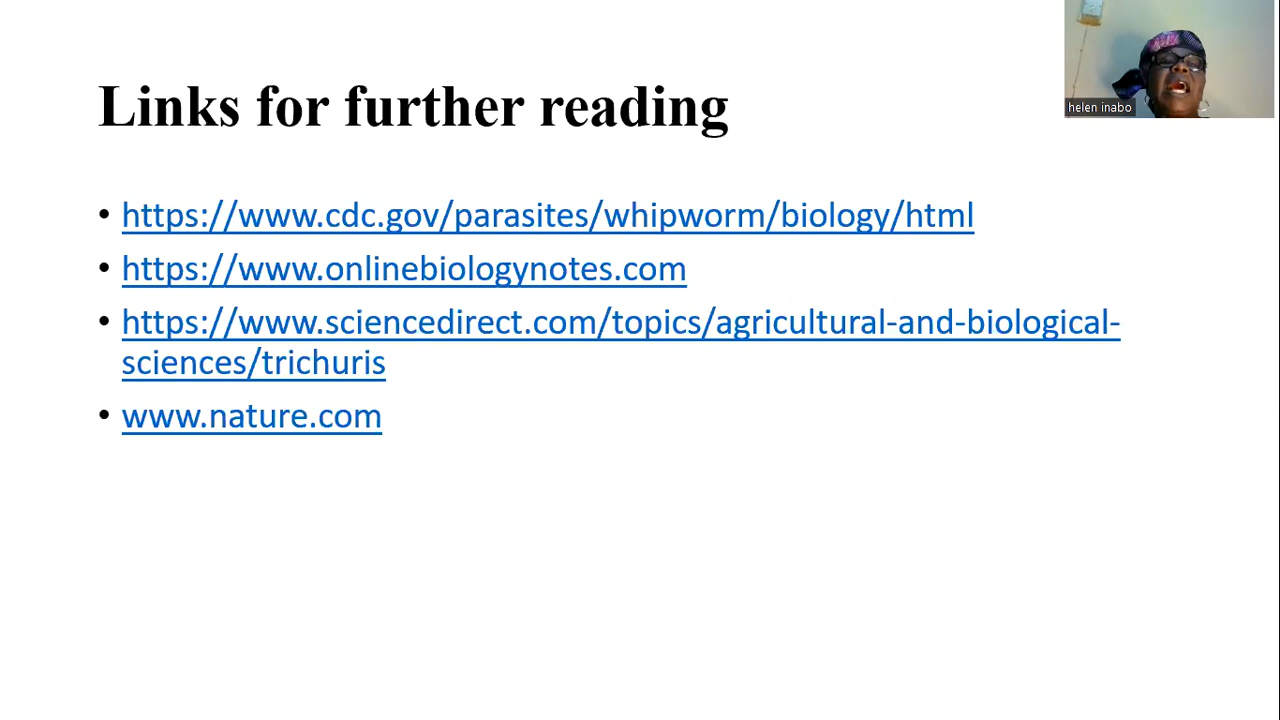 Links for further reading
helen inabo
• https://www.cdc.gov/parasites/whipworm/biology/html
• https://www.onlinebiologynotes.com
• https://www.sciencedirect.com/topics/agricultural-and-biological-
sciences/trichuris
• www.nature.com